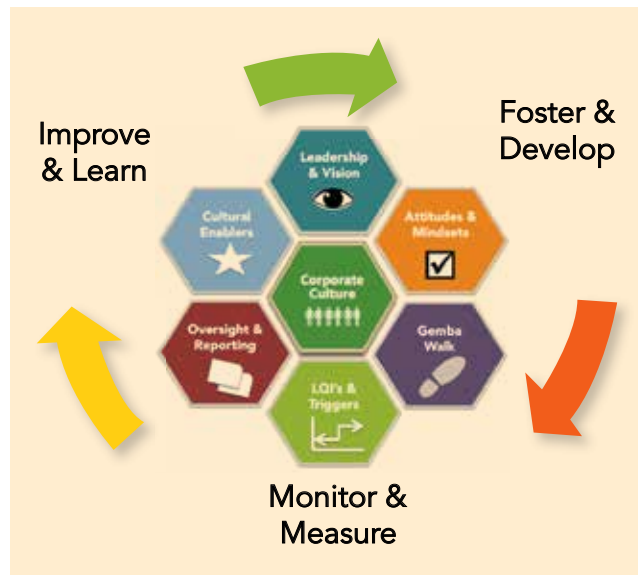 Improve
& Learn
Foster &
Develop
Leadership
& Vision
Cultural
Enablers
Attitudes &
Mindsets
Corporate
Culture
Oversight &
Reporting
Gemba
Walk
LQI's &
Triggers
Monitor &
Measure